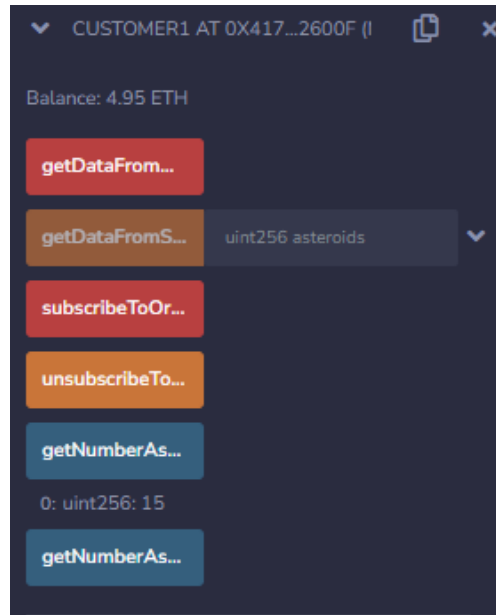 CUSTOMER1 AT 0X417...2600F (I
Balance: 4.95 ETH
getDataFrom...
getDataFromS... uint256 asteroids
subscribeToOr...
unsubscribeTo...
getNumberAs...
0: uint256: 15
getNumberAs...